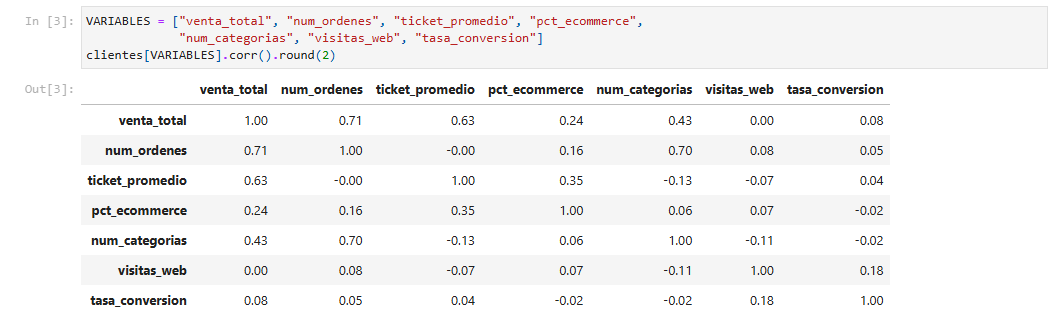 In [3]: VARIABLES = ["venta_total", "num_ordenes", "ticket_promedio", "pct_ecommerce",
"num_categorias", "visitas_web", "tasa_conversion"]
clientes[VARIABLES].corr().round(2)
Out[3]: venta_total num_ordenes ticket_promedio pct_ecommerce num_categorias visitas_web tasa_conversion
venta_total 1.00 0.71 0.63 0.24 0.43 0.00 0.08
num_ordenes 0.71 1.00 -0.00 0.16 0.70 0.08 0.05
ticket_promedio 0.63 -0.00 1.00 0.35 -0.13 -0.07 0.04
pct_ecommerce 0.24 0.16 0.35 1.00 0.06 0.07 -0.02
num_categorias 0.43 0.70 -0.13 0.06 1.00 -0.11 -0.02
visitas_web 0.00 0.08 -0.07 0.07 -0.11 1.00 0.18
tasa_conversion 0.08 0.05 0.04 -0.02 -0.02 0.18 1.00